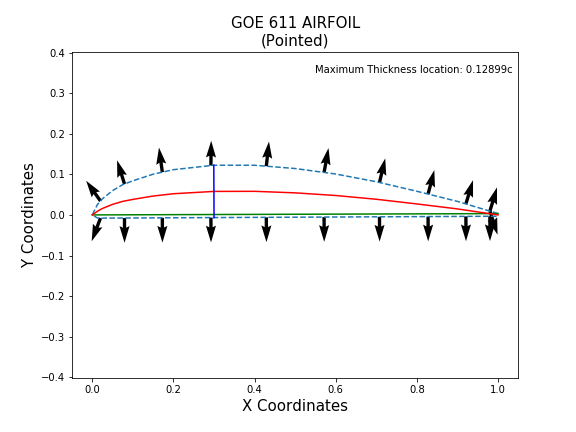 GOE 611 AIRFOIL
(Pointed)
Maximum Thickness location: 0.12899c
Y Coordinates
0.4
0.3
0.2
0.1
0.0
−0.1
−0.2
−0.3
−0.4
0.0 0.2 0.4 0.6 0.8 1.0
X Coordinates